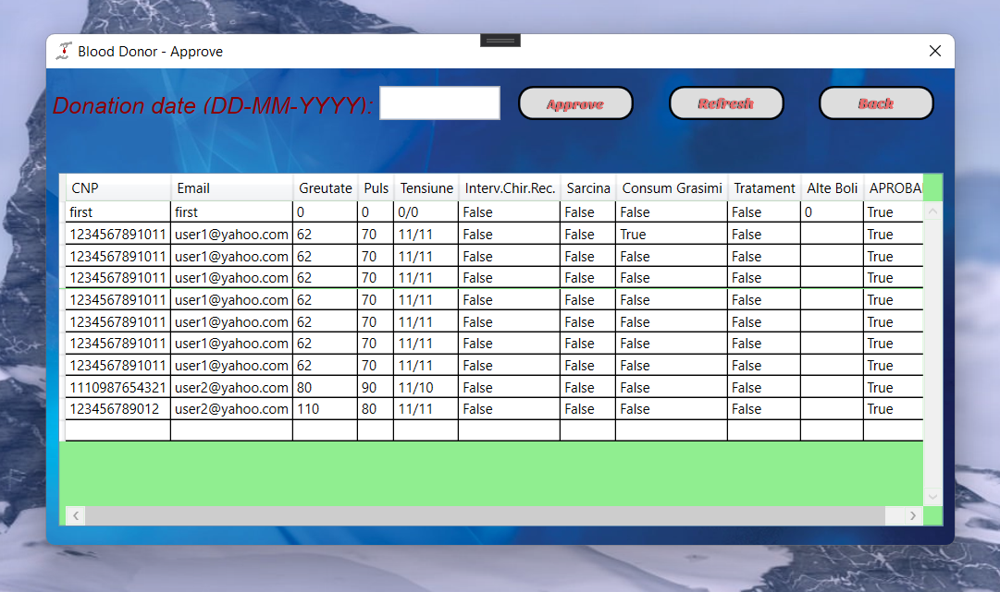 Blood Donor - Approve
Donation date (DD-MM-YYYY): Approve Refresh Back
CNP Email Greutate Puls Tensiune Interv.Chir.Rec. Sarcina Consum Grasimi Tratament Alte Boli APROBA
first first 0 0 0/0 False False False False 0 True
1234567891011 user1@yahoo.com 62 70 11/11 False False True False True
1234567891011 user1@yahoo.com 62 70 11/11 False False False False True
1234567891011 user1@yahoo.com 62 70 11/11 False False False False True
1234567891011 user1@yahoo.com 62 70 11/11 False False False False True
1234567891011 user1@yahoo.com 62 70 11/11 False False False False True
1234567891011 user1@yahoo.com 62 70 11/11 False False False False True
1234567891011 user1@yahoo.com 62 70 11/11 False False False False True
1110987654321 user2@yahoo.com 80 90 11/10 False False False False True
123456789012 user2@yahoo.com 110 80 11/11 False False False False True